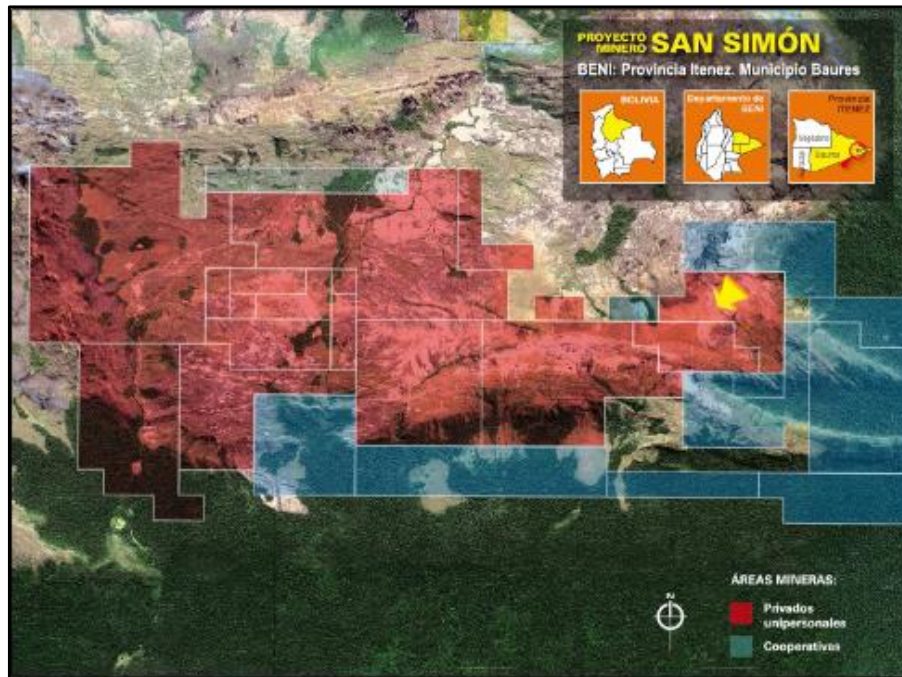 PROYECTO MINERO SAN SIMÓN
BENI: Provincia Itenez. Municipio Baures
BOLIVIA
Departamento de BENI
Provincia ITENEZ
Magdalena
Baures
N
ÁREAS MINERAS:
Privados
unipersonales
Cooperativas